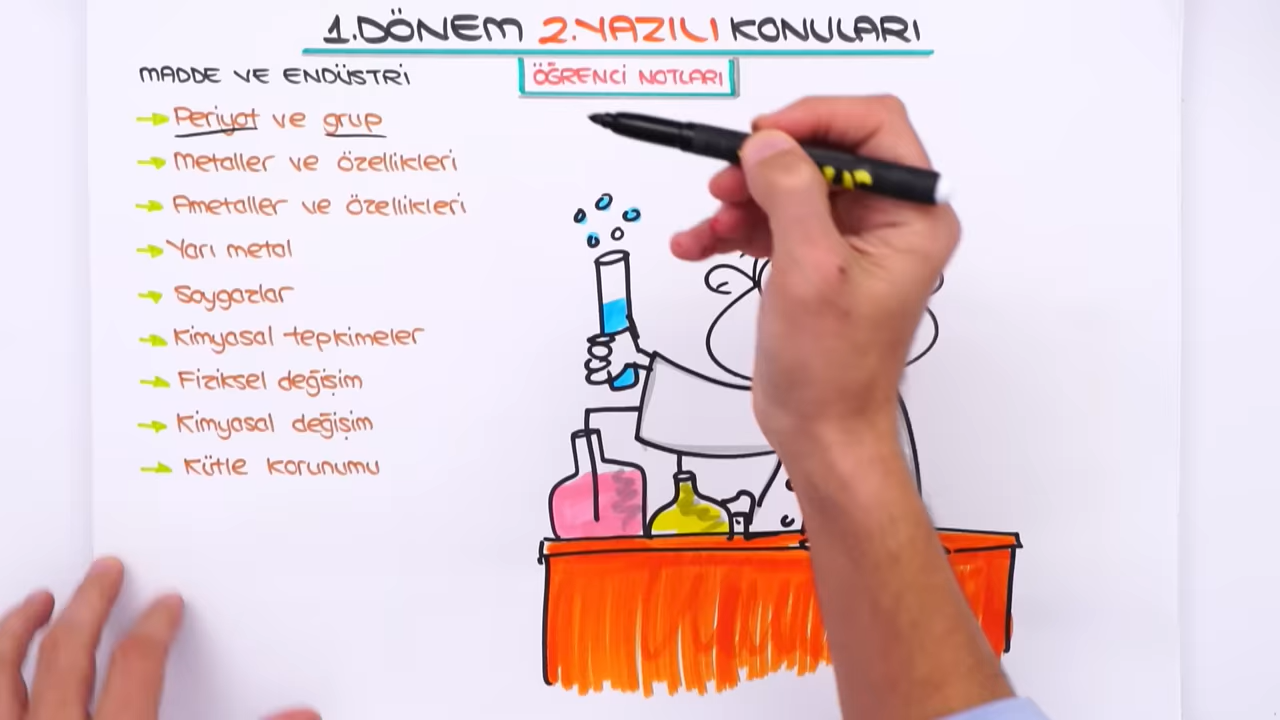 1.DÖNEM 2.YAZILI KONULARI
ÖĞRENCİ NOTLARI
MADDE VE ENDÜSTRİ
Periyot ve grup
Metaller ve özellikleri
Ametaller ve özellikleri
Yarı metal
Soygazlar
Kimyasal tepkimeler
Fiziksel değişim
Kimyasal değişim
Kütle korunumu